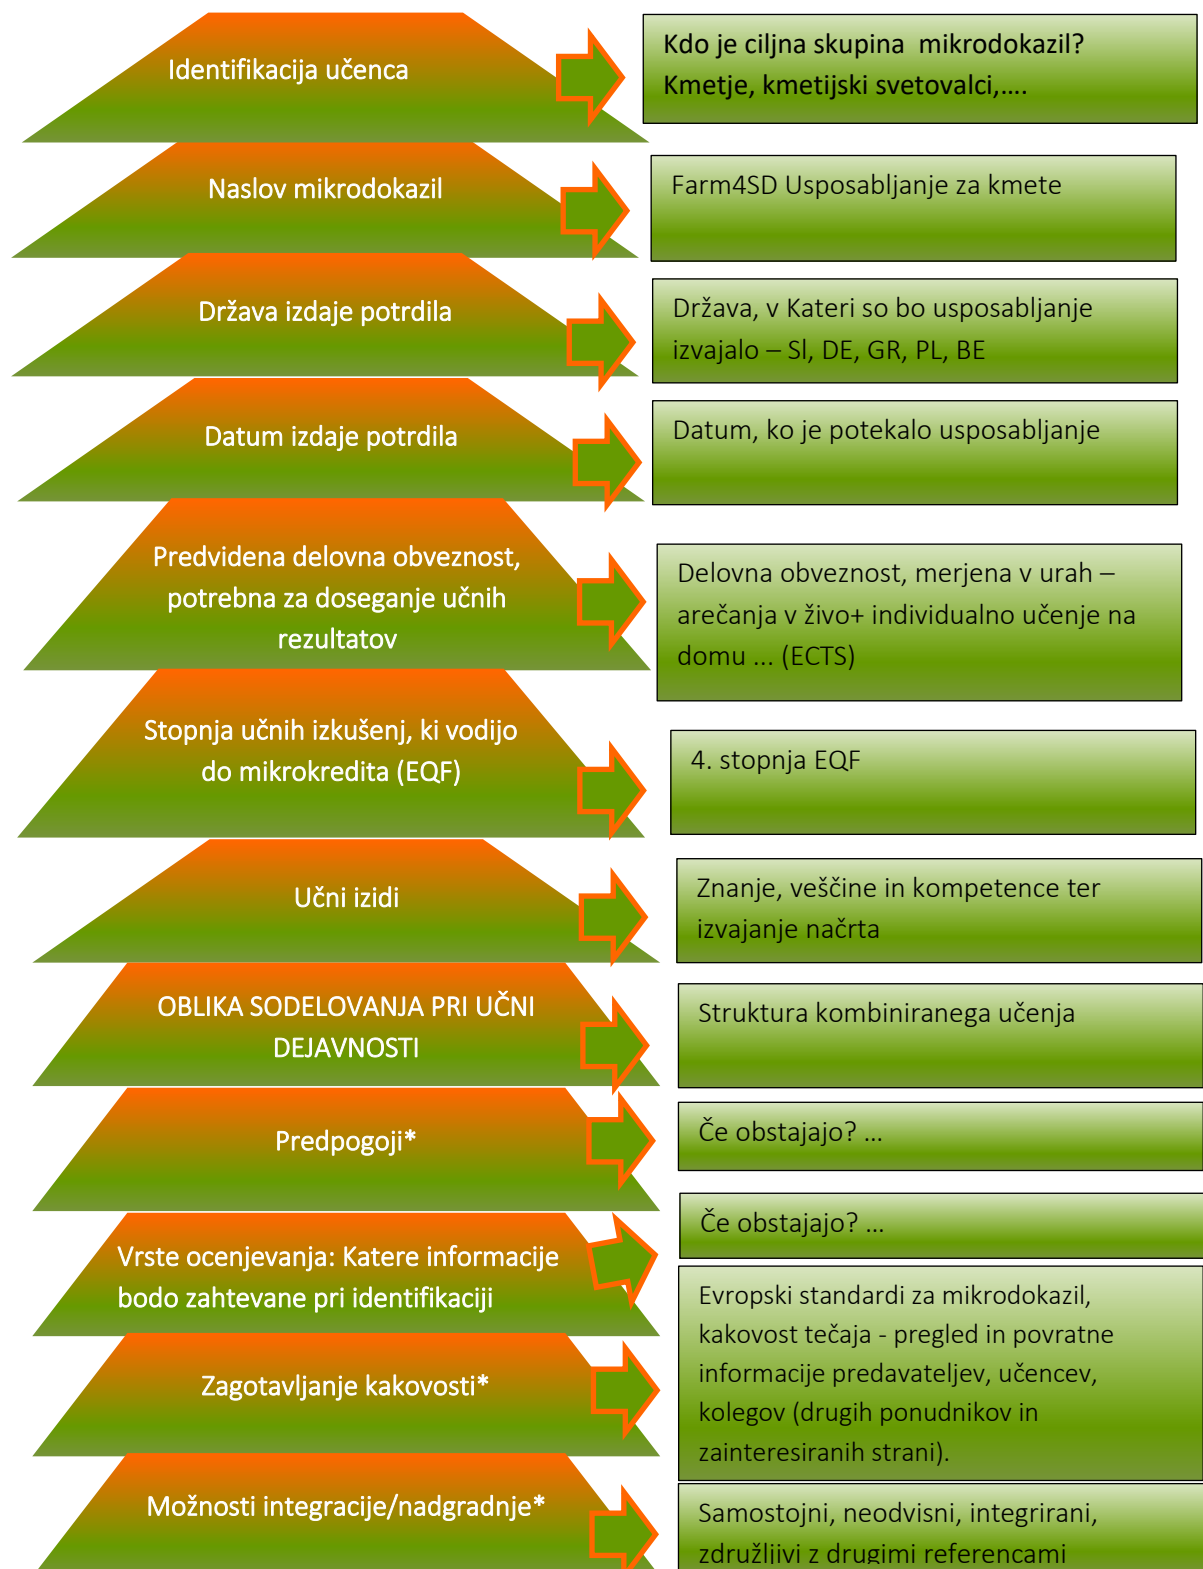 Identifikacija učenca
Kdo je ciljna skupina  mikrodokazil?
Kmetje, kmetijski svetovalci,....
Naslov mikrodokazil
Farm4SD Usposabljanje za kmete
Država izdaje potrdila
Država, v Kateri so bo usposabljanje
izvajalo – Sl, DE, GR, PL, BE
Datum izdaje potrdila
Datum, ko je potekalo usposabljanje
Predvidena delovna obveznost,
potrebna za doseganje učnih
rezultatov
Delovna obveznost, merjena v urah –
arečanja v živo+ individualno učenje na
domu ... (ECTS)
Stopnja učnih izkušenj, ki vodijo
do mikrokredita (EQF)
4. stopnja EQF
Učni izidi
Znanje, veščine in kompetence ter
izvajanje načrta
OBLIKA SODELOVANJA PRI UČNI
DEJAVNOSTI
Struktura kombiniranega učenja
Predpogoji*
Če obstajajo? ...
Vrste ocenjevanja: Katere informacije
bodo zahtevane pri identifikaciji
Če obstajajo? ...
Zagotavljanje kakovosti*
Evropski standardi za mikrodokazil,
kakovost tečaja - pregled in povratne
informacije predavateljev, učencev,
kolegov (drugih ponudnikov in
zainteresiranih strani).
Možnosti integracije/nadgradnje*
Samostojni, neodvisni, integrirani,
združljivi z drugimi referencami